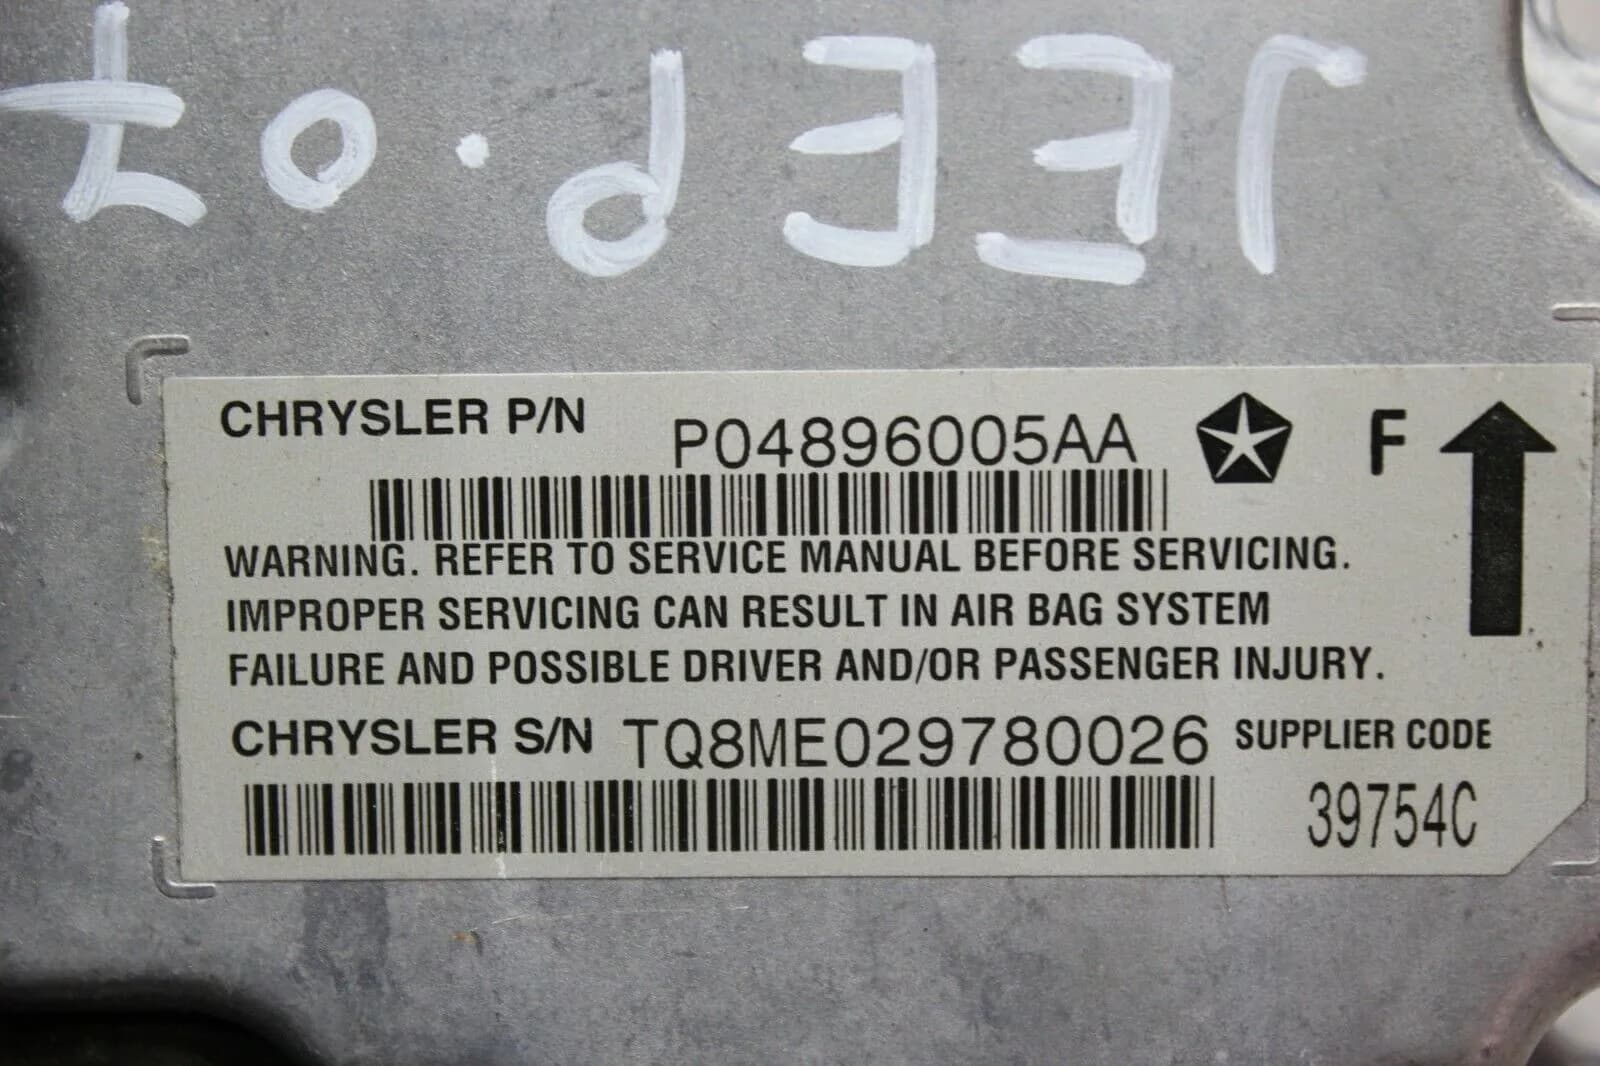 JEEP.07
CHRYSLER P/N P04896005AA F
WARNING. REFER TO SERVICE MANUAL BEFORE SERVICING.
IMPROPER SERVICING CAN RESULT IN AIR BAG SYSTEM
FAILURE AND POSSIBLE DRIVER AND/OR PASSENGER INJURY.
CHRYSLER S/N TQ8ME029780026 SUPPLIER CODE
39754C